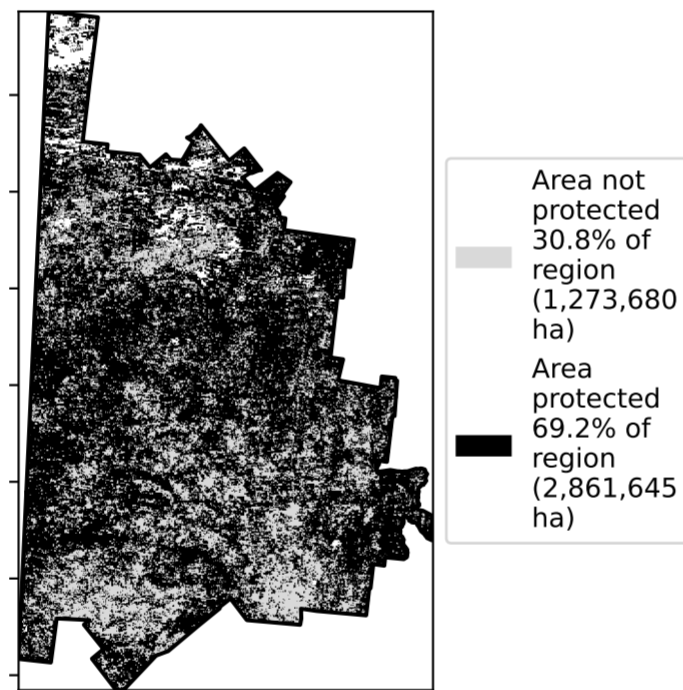 Area not
protected
30.8% of
region
(1,273,680
ha)
Area
protected
69.2% of
region
(2,861,645
ha)